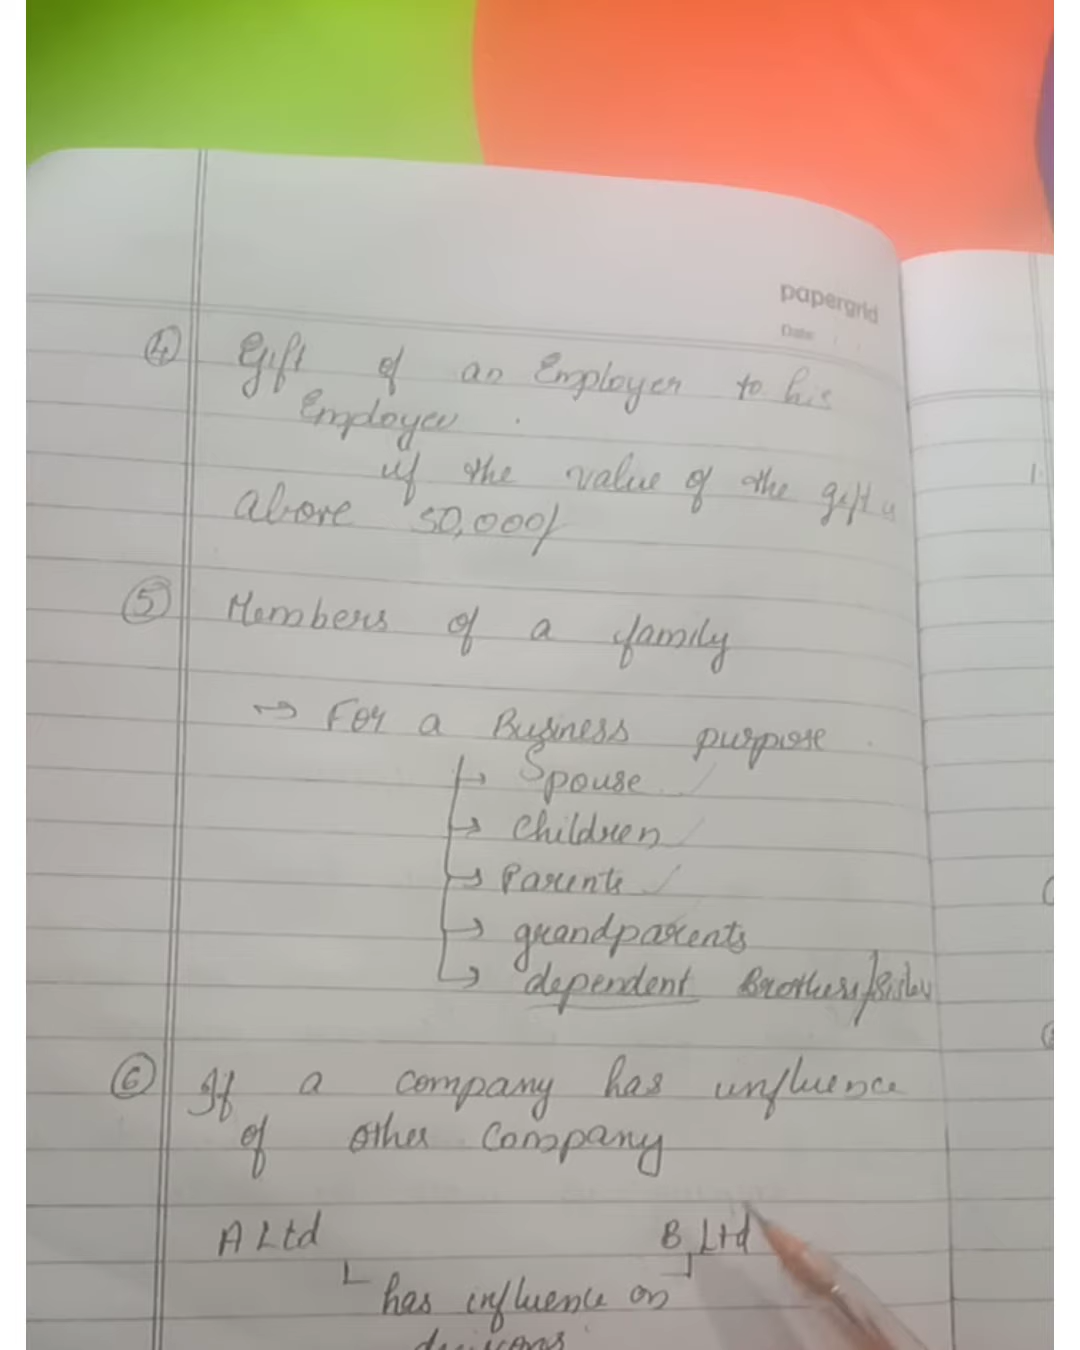 papergrid
Date
④ Gift of an Employer to his
Employee.
if the value of the gift is
above 50,000/
⑤ Members of a family
→ For a Business purpose.
→ Spouse ✓
→ Children ✓
→ Parents ✓
→ grandparents
→ dependent Brothers/Sister
⑥ If a company has influence
of other company
A Ltd B Ltd
has influence on
decisions.